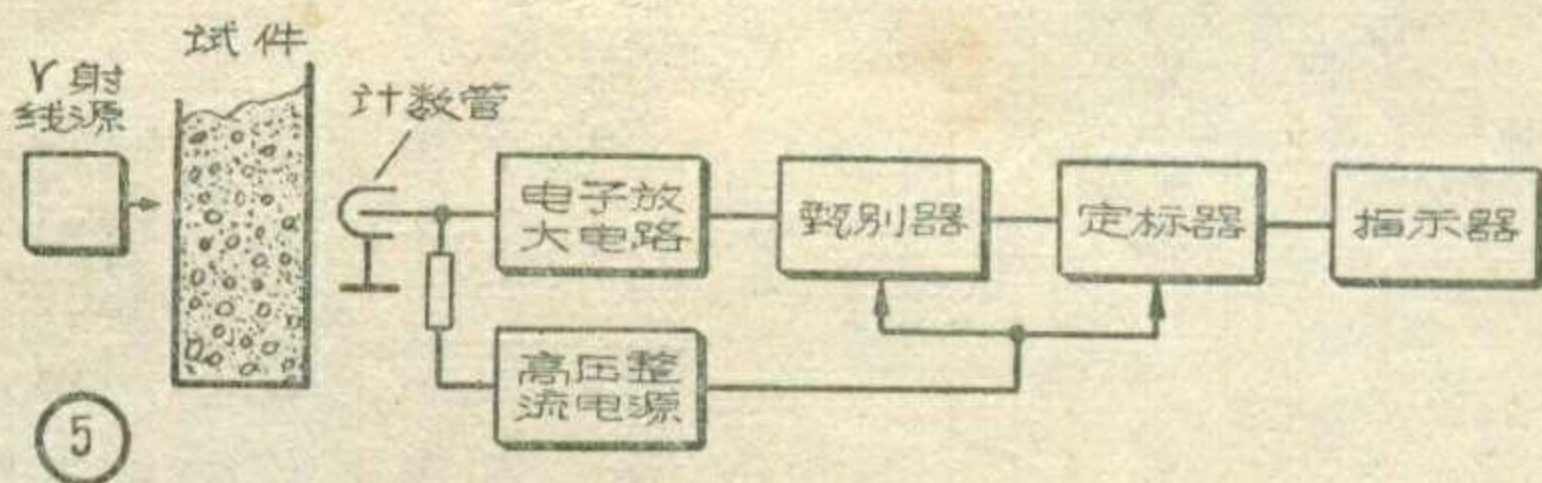 试件
γ射
线源
计数管
电子放
大电路
甄别器
定标器
指示器
高压整
流电源
5